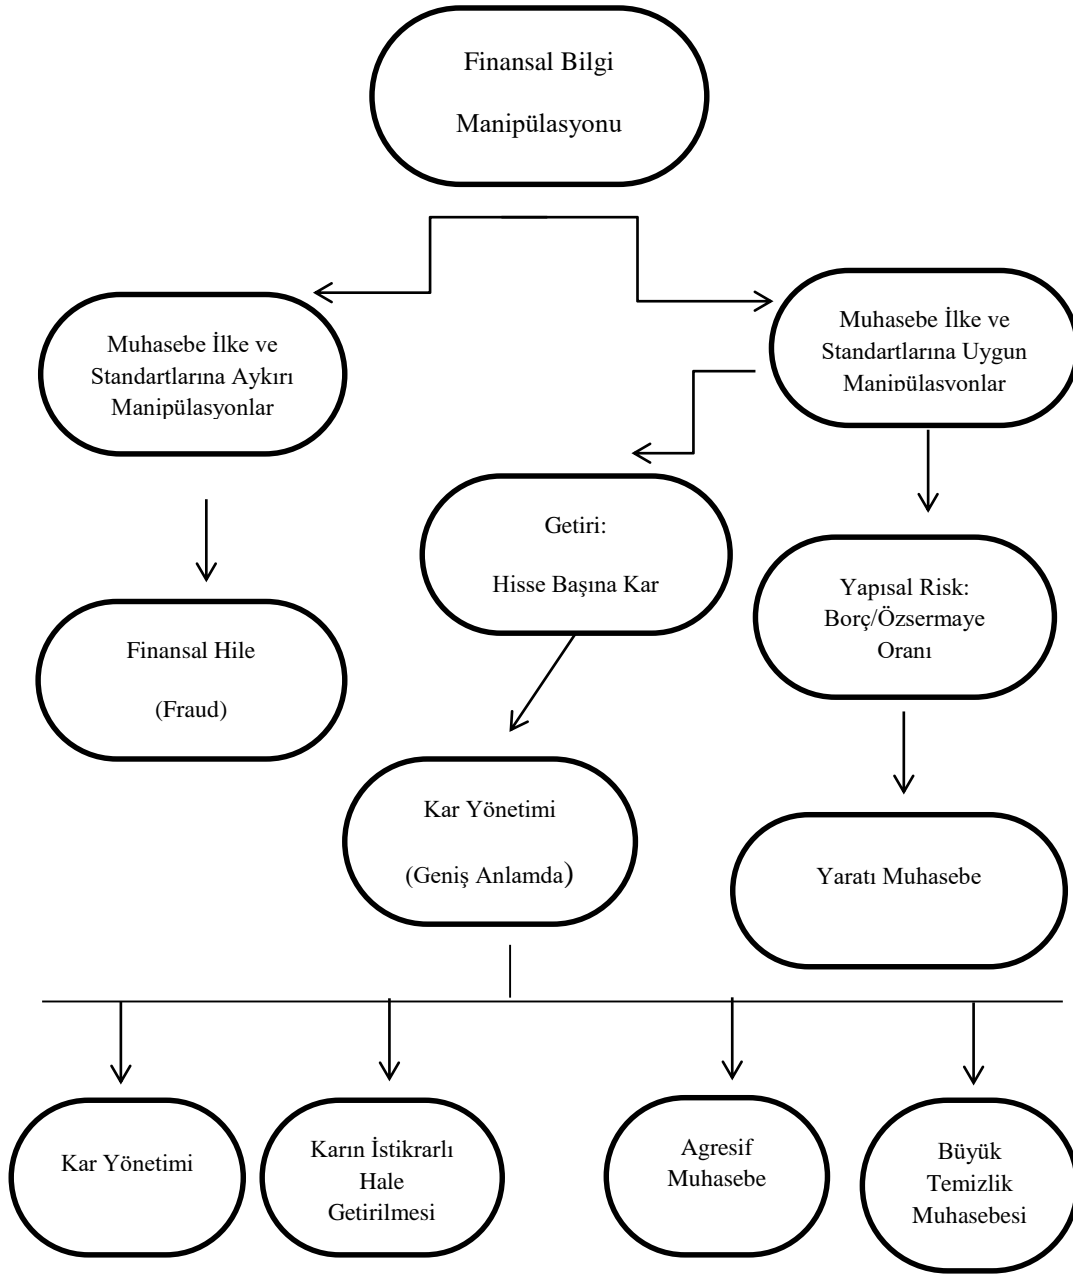 Finansal Bilgi
Manipülasyonu
Muhasebe İlke ve
Standartlarına Aykırı
Manipülasyonlar
Muhasebe İlke ve
Standartlarına Uygun
Manipülasyonlar
Getiri:
Hisse Başına Kar
Yapısal Risk:
Borç/Özsermaye
Oranı
Finansal Hile
(Fraud)
Kar Yönetimi
(Geniş Anlamda)
Yaratı Muhasebe
Kar Yönetimi
Karın İstikrarlı
Hale
Getirilmesi
Agresif
Muhasebe
Büyük
Temizlik
Muhasebesi